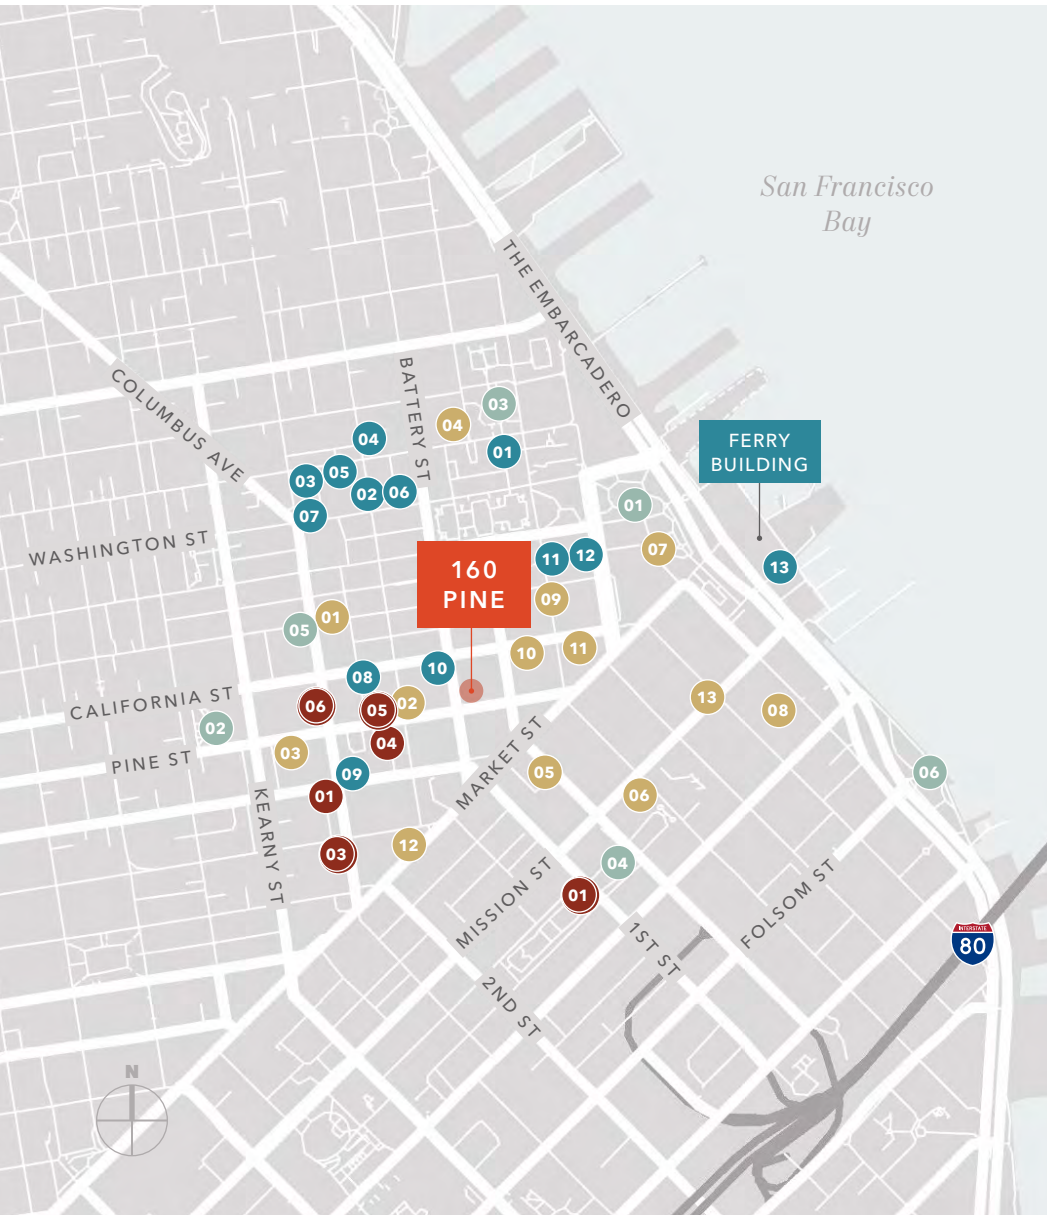 San Francisco
Bay
THE EMBARCADERO
COLUMBUS AVE
BATTERY ST
03
04
04
01
05
03
02
06
07
FERRY
BUILDING
01
WASHINGTON ST
07
11
12
13
160
PINE
09
01
05
11
10
10
08
CALIFORNIA ST
06
05
02
13
08
02
04
03
PINE ST
09
05
06
01
06
MARKET ST
KEARNY ST
12
03
04
01
MISSION ST
FOLSOM ST
1ST ST
INTERSTATE
80
2ND ST
N